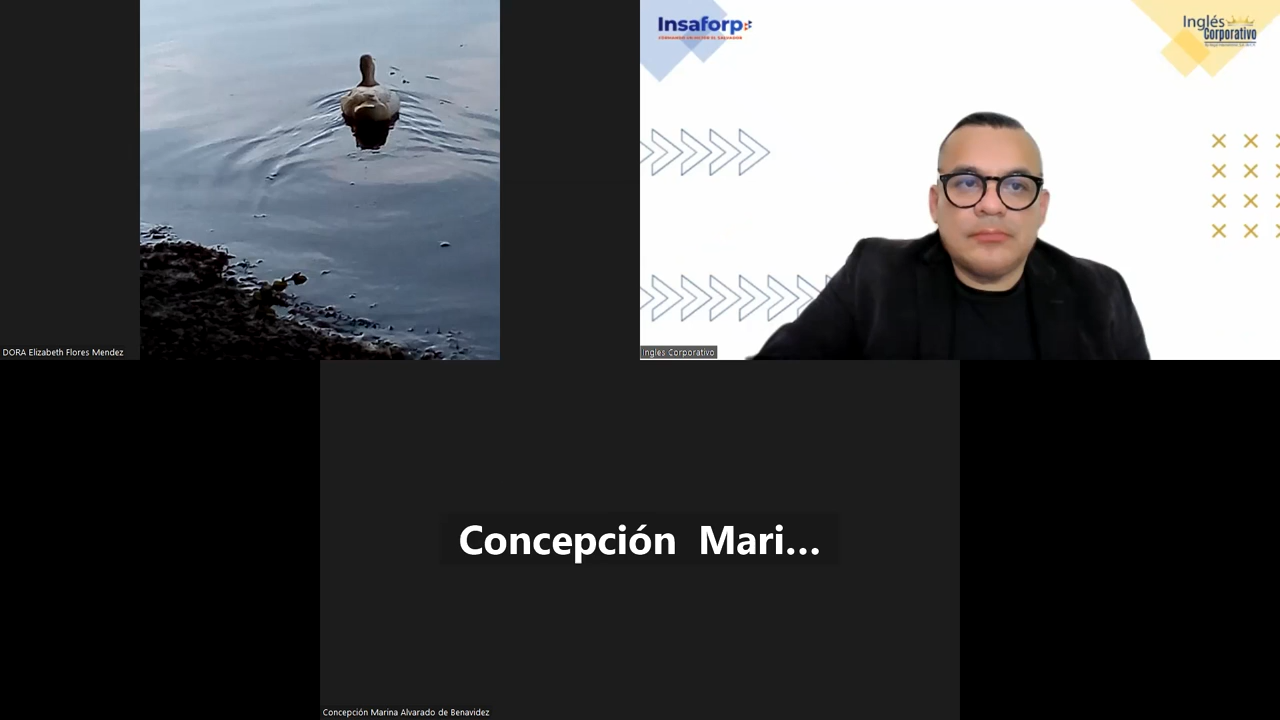 Insaforp
Inglés
Corporativo
DORA Elizabeth Flores Mendez
Ingles Corporativo
Concepción Mari...
Concepción Marina Alvarado de Benavidez